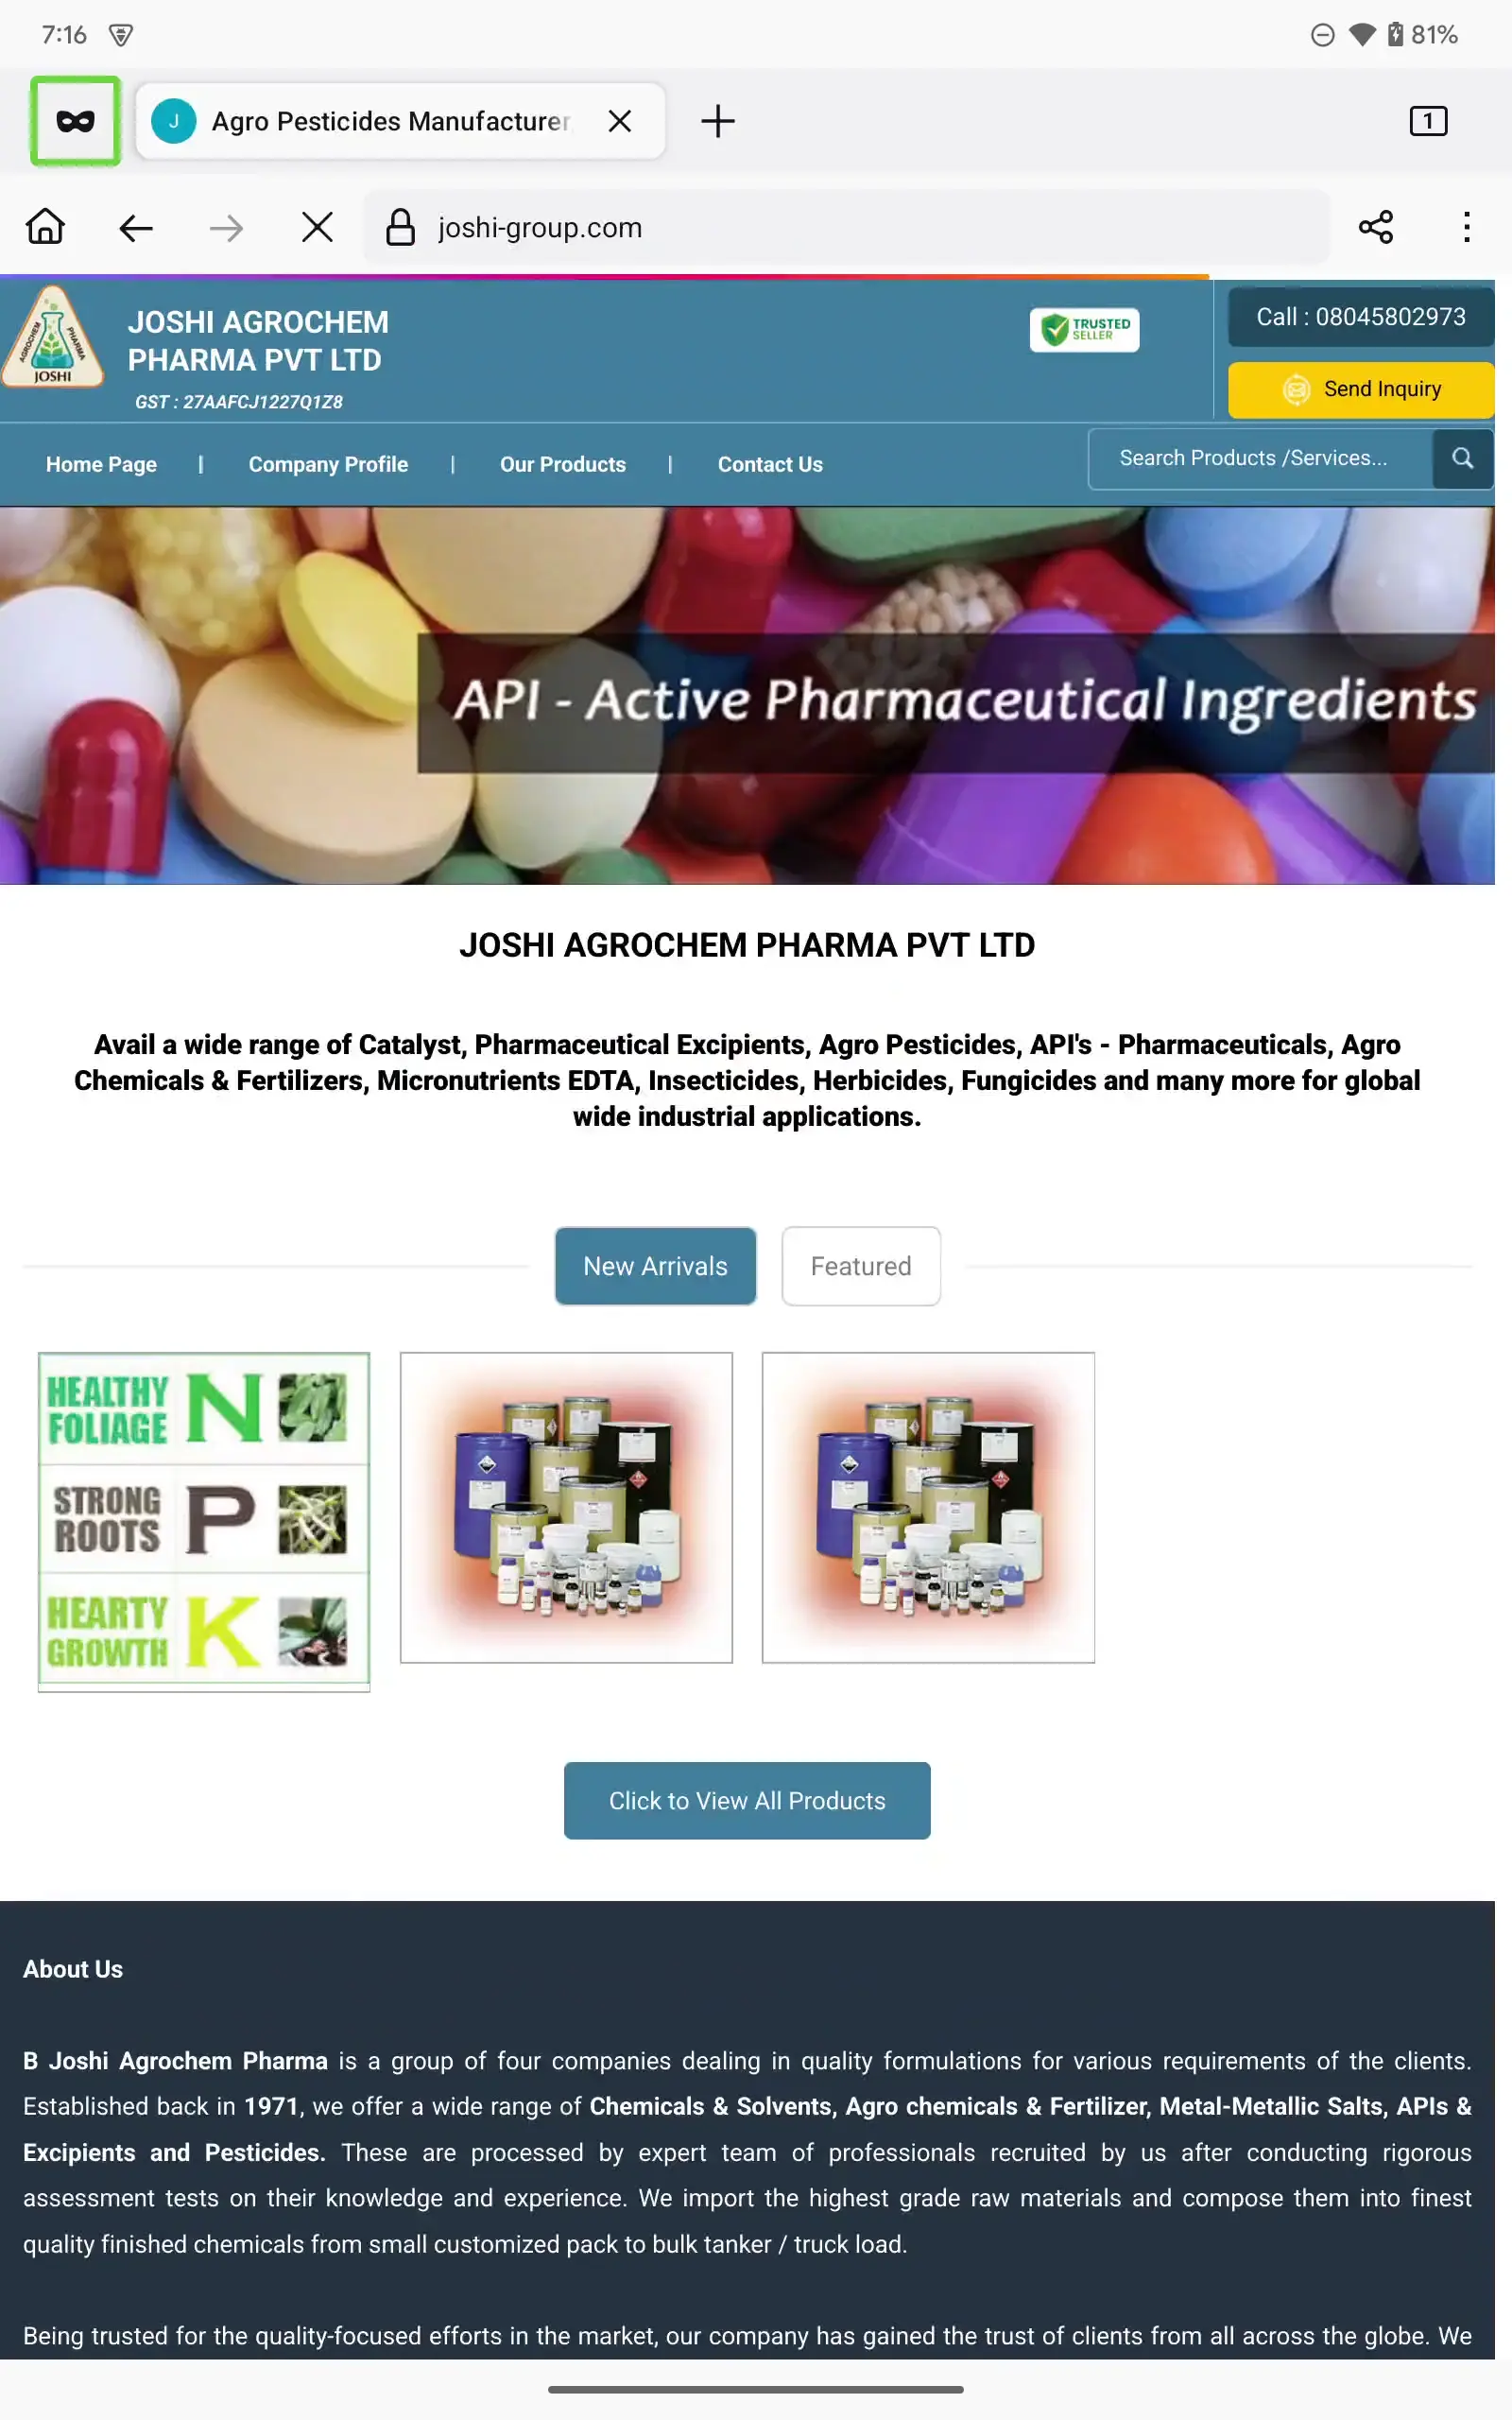 7:16
81%
J
Agro Pesticides Manufacturer
1
joshi-group.com
AGROCHEM
PHARMA
JOSHI
JOSHI AGROCHEM
PHARMA PVT LTD
GST : 27AAFCJ1227Q1Z8
TRUSTED
SELLER
Call : 08045802973
Send Inquiry
Home Page | Company Profile | Our Products | Contact Us
Search Products /Services...
API - Active Pharmaceutical Ingredients
JOSHI AGROCHEM PHARMA PVT LTD
Avail a wide range of Catalyst, Pharmaceutical Excipients, Agro Pesticides, API's - Pharmaceuticals, Agro
Chemicals & Fertilizers, Micronutrients EDTA, Insecticides, Herbicides, Fungicides and many more for global
wide industrial applications.
New Arrivals
Featured
HEALTHY
FOLIAGE
N
STRONG
ROOTS
P
HEARTY
GROWTH
K
Click to View All Products
About Us
B Joshi Agrochem Pharma is a group of four companies dealing in quality formulations for various requirements of the clients.
Established back in 1971, we offer a wide range of Chemicals & Solvents, Agro chemicals & Fertilizer, Metal-Metallic Salts, APIs &
Excipients and Pesticides. These are processed by expert team of professionals recruited by us after conducting rigorous
assessment tests on their knowledge and experience. We import the highest grade raw materials and compose them into finest
quality finished chemicals from small customized pack to bulk tanker / truck load.
Being trusted for the quality-focused efforts in the market, our company has gained the trust of clients from all across the globe. We